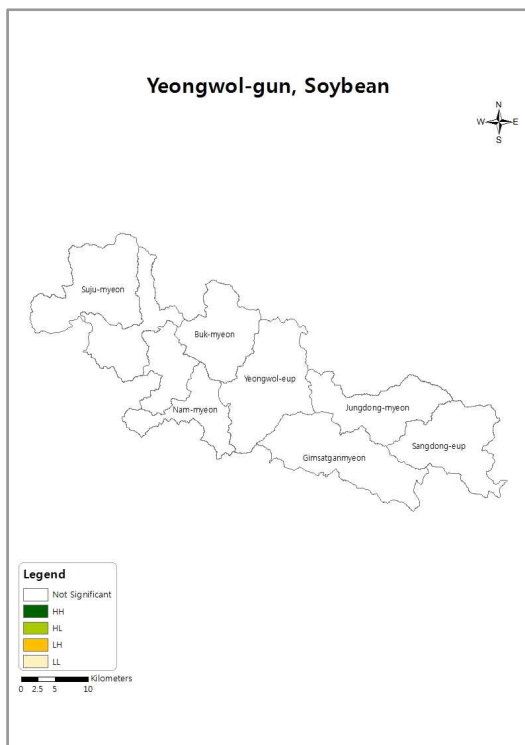 Yeongwol-gun, Soybean
N
W E
S
Suju-myeon
Buk-myeon
Yeongwol-eup
Nam-myeon
Jungdong-myeon
Sangdong-eup
Gimsatganmyeon
Legend
Not Significant
HH
HL
LH
LL
Kilometers
0 2.5 5 10